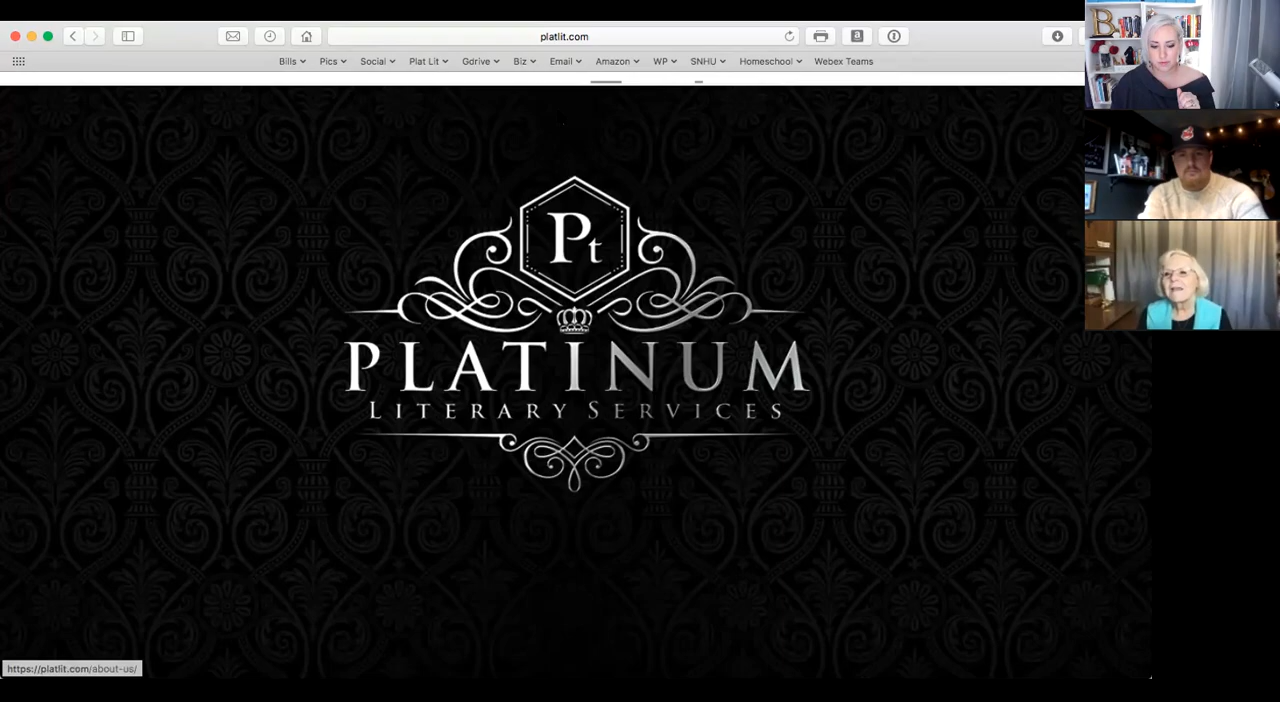 platlit.com
Bills Pics Social Plat Lit Gdrive Biz Email Amazon WP SNHU Homeschool Webex Teams
B.
Pt
PLATINUM
LITERARY SERVICES
https://platlit.com/about-us/